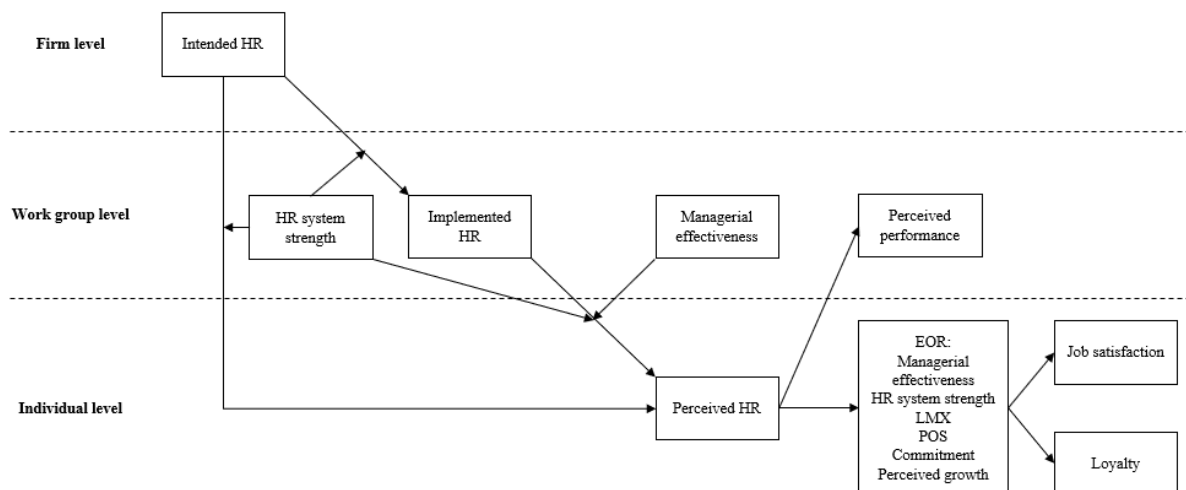 Firm level
Intended HR
Work group level
HR system
strength
Implemented
HR
Managerial
effectiveness
Perceived
performance
Individual level
Perceived HR
EOR:
Managerial
effectiveness
HR system strength
LMX
POS
Commitment
Perceived growth
Job satisfaction
Loyalty